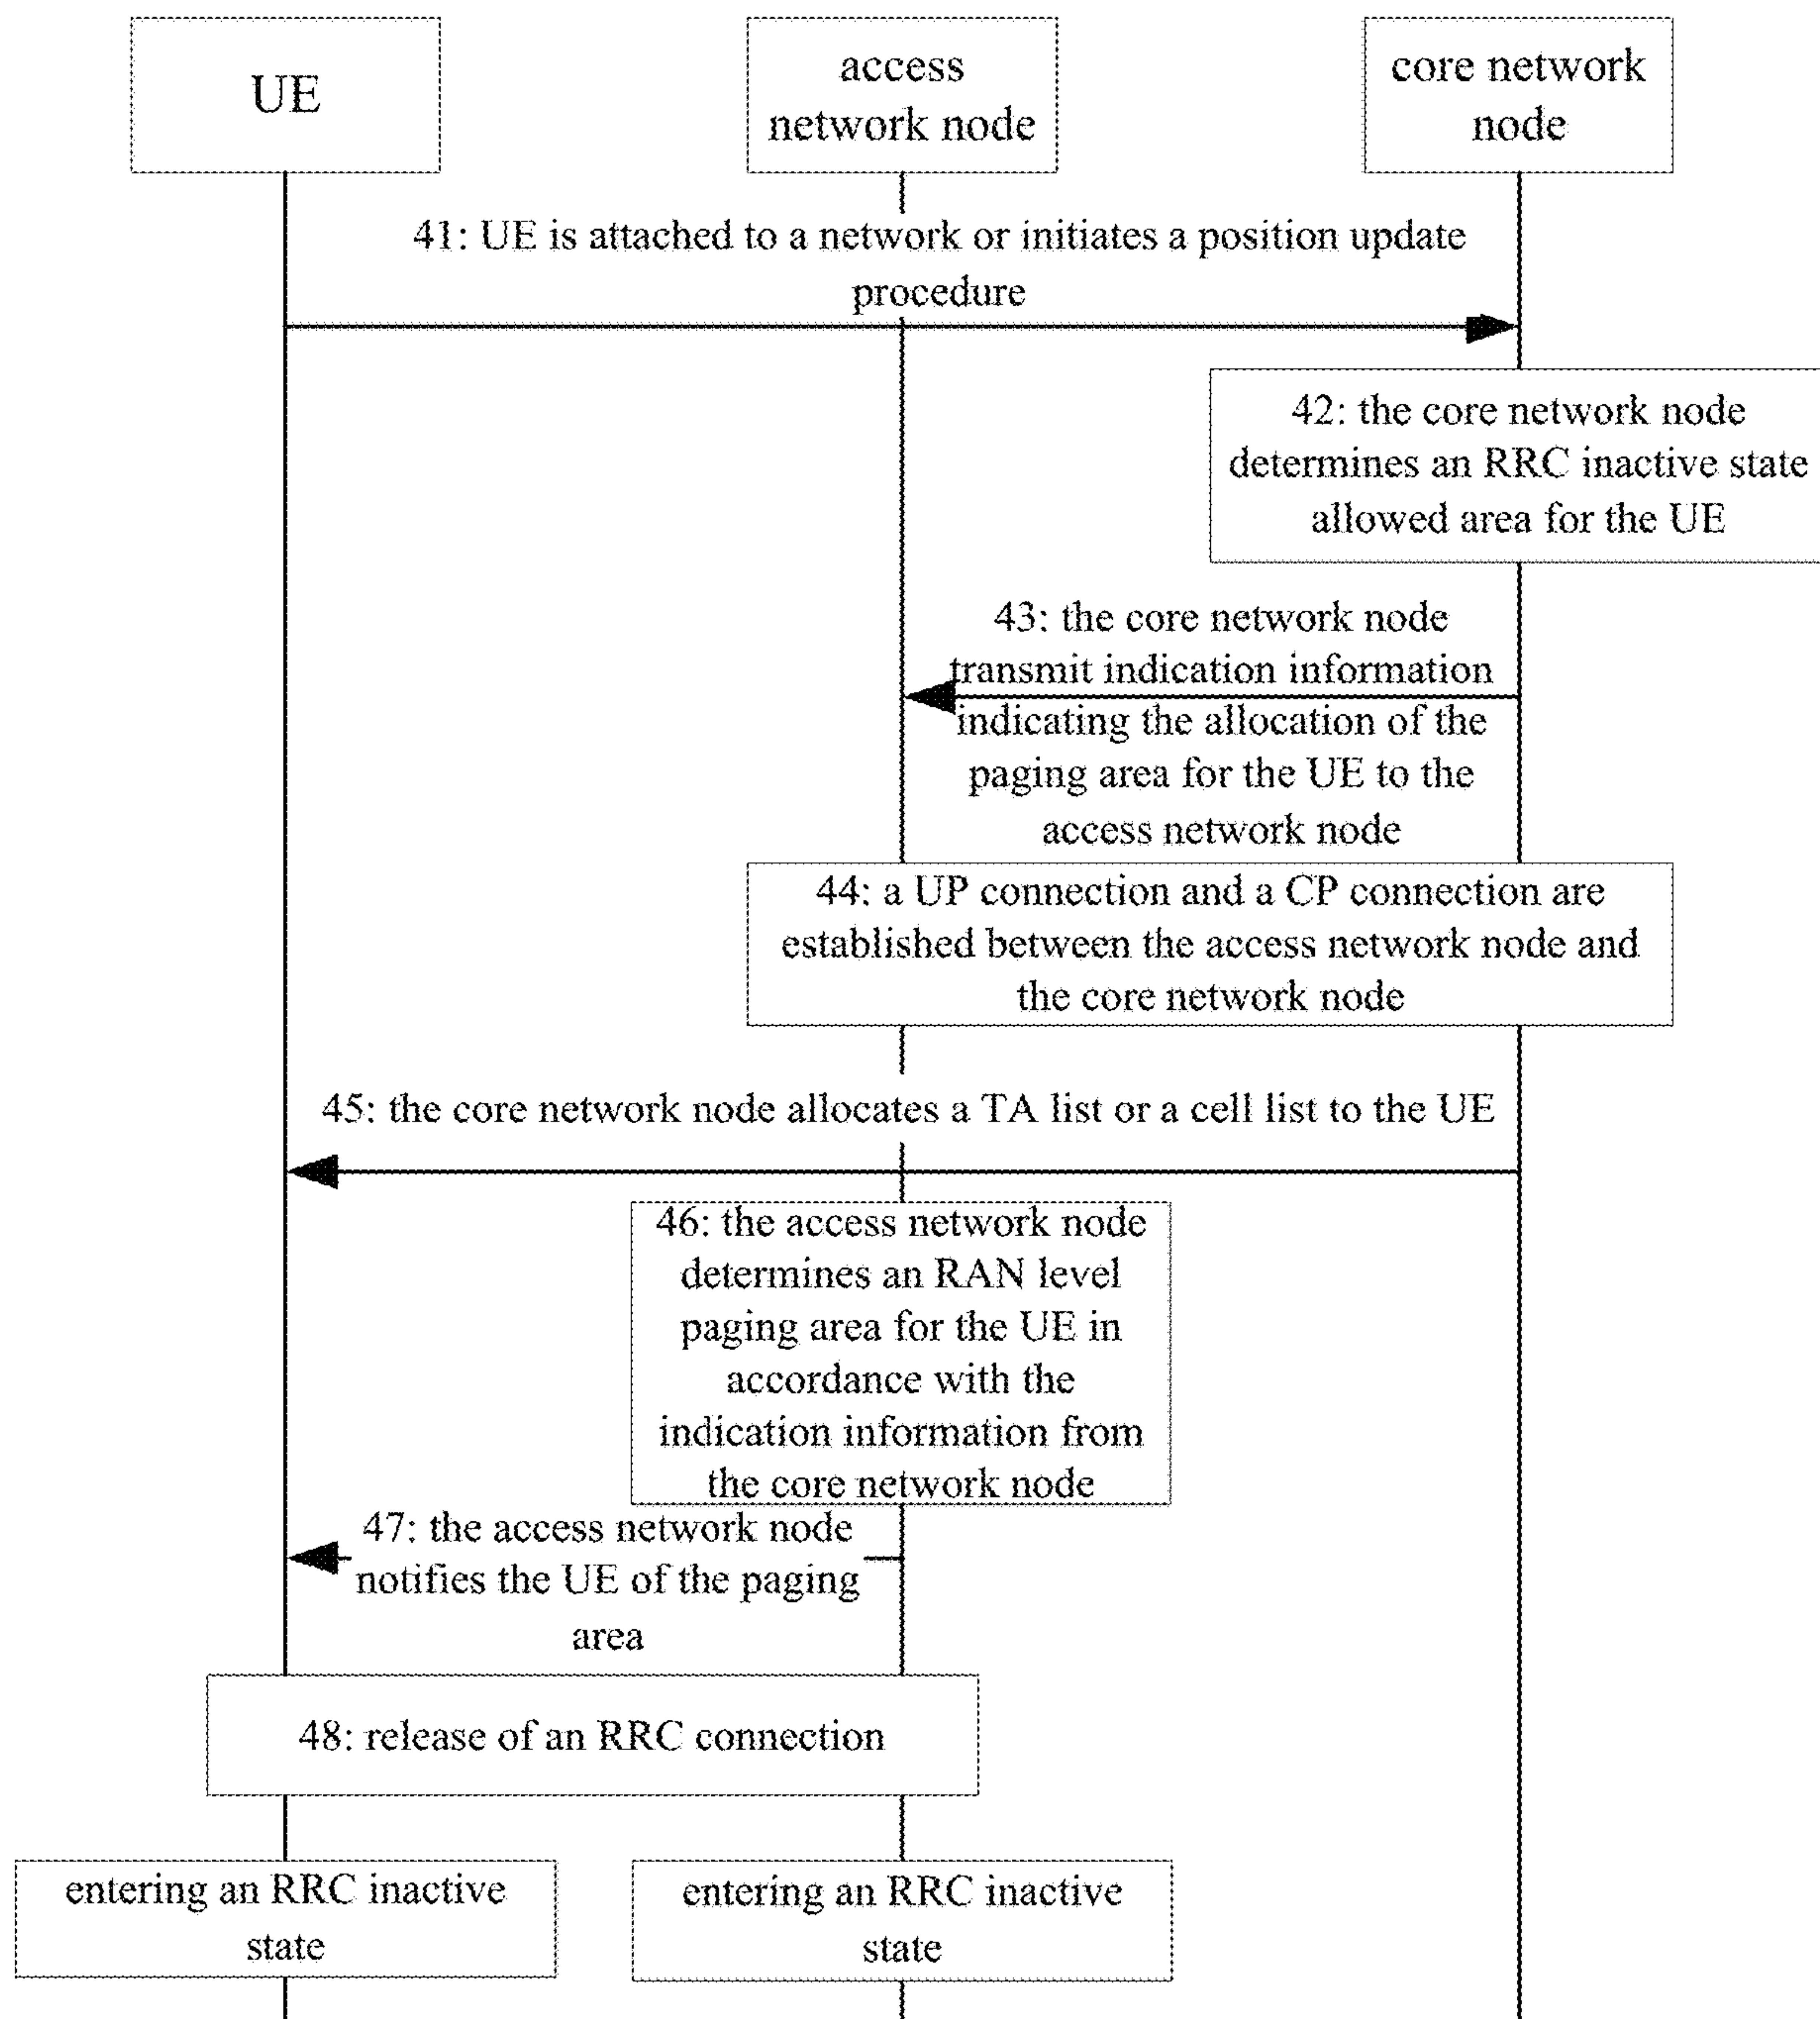 UE
access
network node
core network
node
41: UE is attached to a network or initiates a position update
procedure
42: the core network node
determines an RRC inactive state
allowed area for the UE
43: the core network node
transmit indication information
indicating the allocation of the
paging area for the UE to the
access network node
44: a UP connection and a CP connection are
established between the access network node and
the core network node
45: the core network node allocates a TA list or a cell list to the UE
46: the access network node
determines an RAN level
paging area for the UE in
accordance with the
indication information from
the core network node
47: the access network node
notifies the UE of the paging
area
48: release of an RRC connection
entering an RRC inactive
state
entering an RRC inactive
state